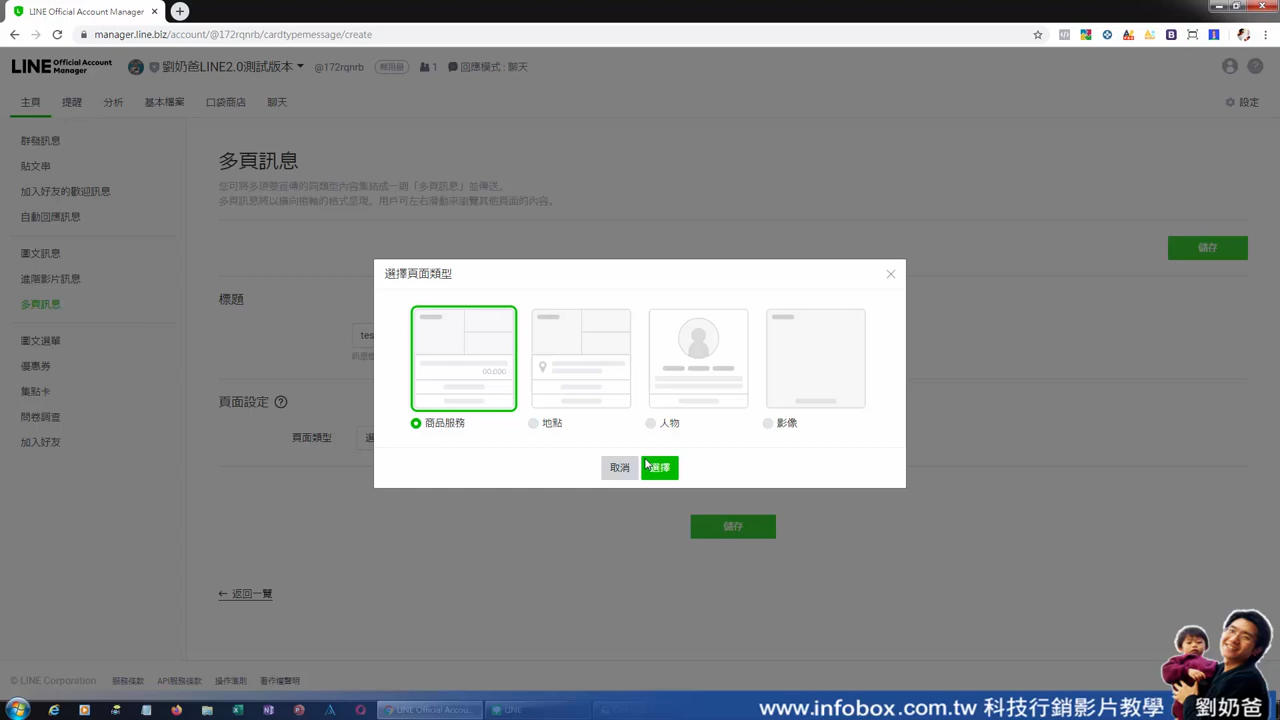 LINE Official Account Manager
manager.line.biz/account/@172rqnrb/cardtypemessage/create
LINE Official Account Manager
劉奶爸LINE2.0測試版本
@172rqnrb
1
回應模式 : 聊天
主頁
提醒
分析
基本檔案
口袋商店
聊天
設定
群發訊息
貼文串
加入好友的歡迎訊息
自動回應訊息
圖文訊息
進階影片訊息
多頁訊息
圖文選單
優惠券
集點卡
問卷調查
加入好友
多頁訊息
您可將多項要宣傳的同類型內容集結成一個「多頁訊息」並傳送。
多頁訊息將以橫向捲軸的格式呈現，用戶可左右滑動來瀏覽其他頁面的內容。
儲存
標題
tes
頁面設定
頁面類型
選
選擇頁面類型
00,000
商品服務
地點
人物
影像
取消
選擇
儲存
← 返回一覽
© LINE Corporation
服務條款
API服務條款
操作準則
著作權聲明
LINE Official Accou...
LINE
www.infobox.com.tw 科技行銷影片教學
劉奶爸